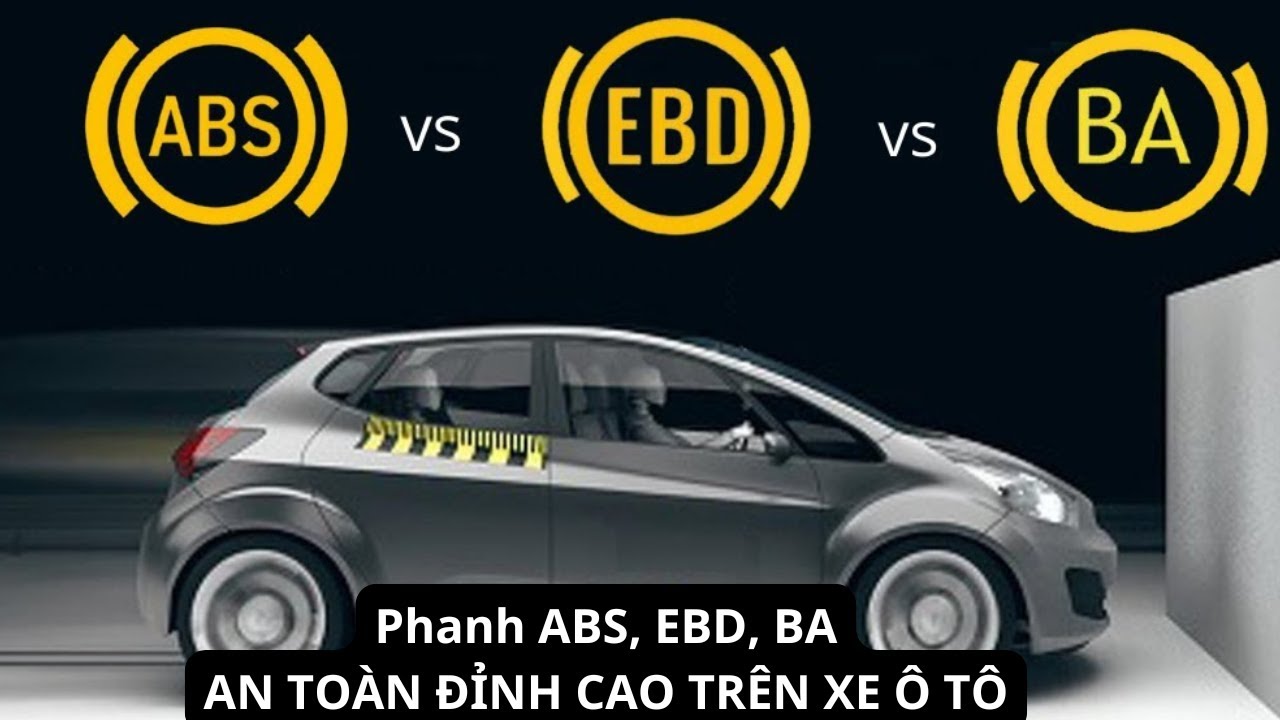 ABS vs EBD vs BA
Phanh ABS, EBD, BA
AN TOÀN ĐỈNH CAO TRÊN XE Ô TÔ